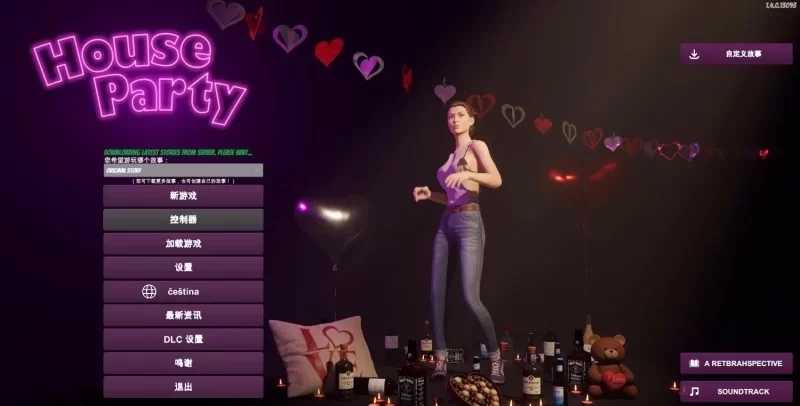 1.4.0.13093
House
Party
自定义故事
DOWNLOADING LATEST STORIES FROM SERVER, PLEASE WAIT...
您希望游玩哪个故事：
ORIGINAL STORY
( 您可下载更多故事，也可创建自己的故事！)
新游戏
控制器
加载游戏
设置
čeština
最新资讯
DLC 设置
鸣谢
退出
A RETBRAHSPECTIVE
SOUNDTRACK